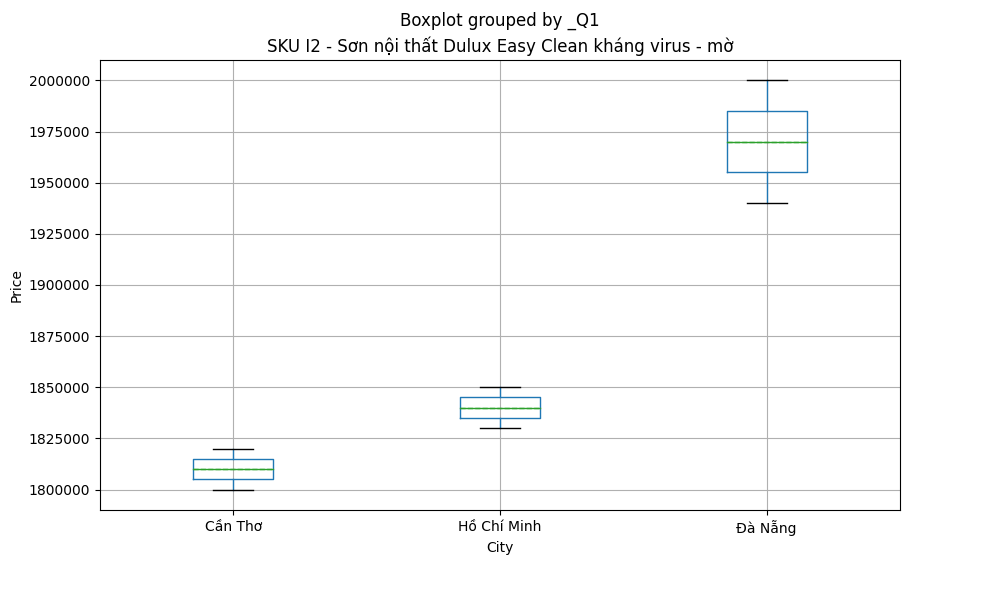 Boxplot grouped by _Q1
SKU I2 - Sơn nội thất Dulux Easy Clean kháng virus - mờ
2000000
1975000
1950000
1925000
1900000
1875000
1850000
1825000
1800000
Price
Cần Thơ
Hồ Chí Minh
Đà Nẵng
City